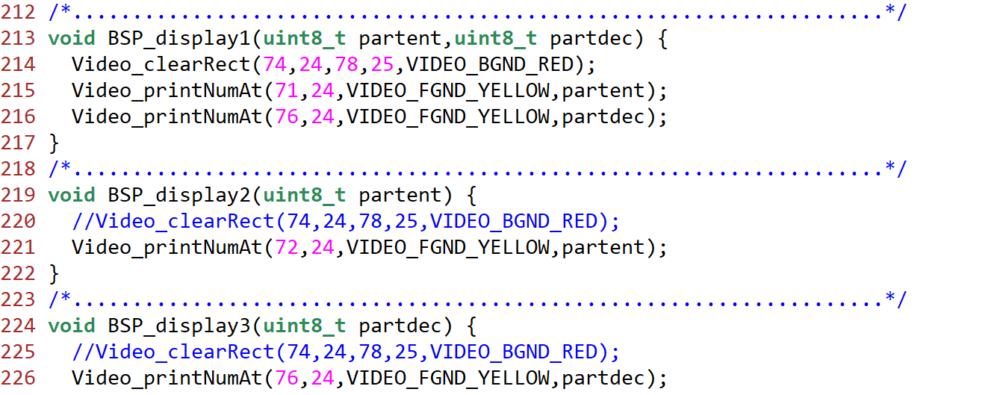 212 /*....................................................................*/
213 void BSP_display1(uint8_t partent,uint8_t partdec) {
214   Video_clearRect(74,24,78,25,VIDEO_BGND_RED);
215   Video_printNumAt(71,24,VIDEO_FGND_YELLOW,partent);
216   Video_printNumAt(76,24,VIDEO_FGND_YELLOW,partdec);
217 }
218 /*....................................................................*/
219 void BSP_display2(uint8_t partent) {
220   //Video_clearRect(74,24,78,25,VIDEO_BGND_RED);
221   Video_printNumAt(72,24,VIDEO_FGND_YELLOW,partent);
222 }
223 /*....................................................................*/
224 void BSP_display3(uint8_t partdec) {
225   //Video_clearRect(74,24,78,25,VIDEO_BGND_RED);
226   Video_printNumAt(76,24,VIDEO_FGND_YELLOW,partdec);